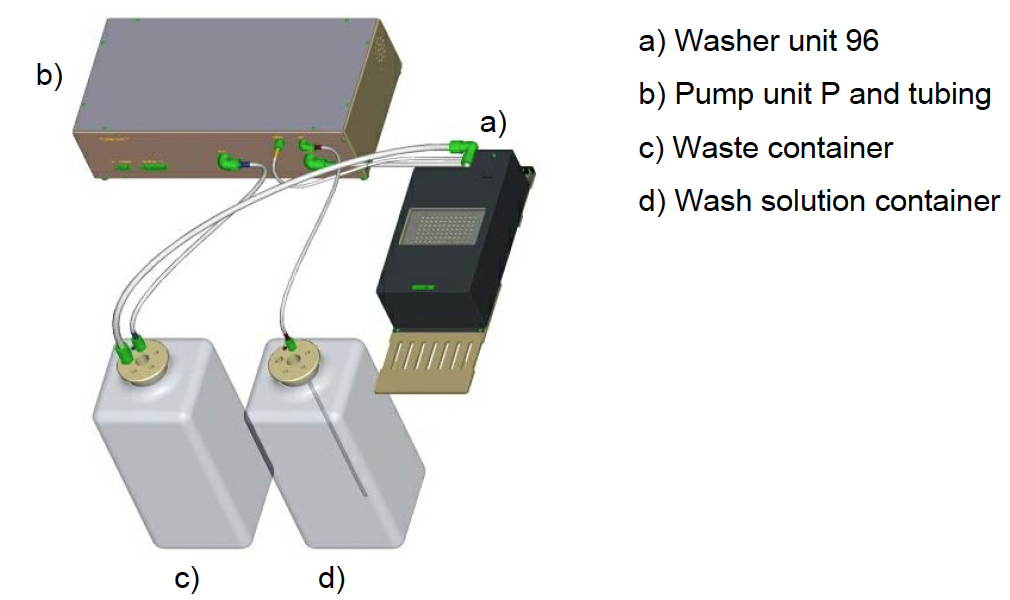 b)
a)
c)
d)
a) Washer unit 96
b) Pump unit P and tubing
c) Waste container
d) Wash solution container